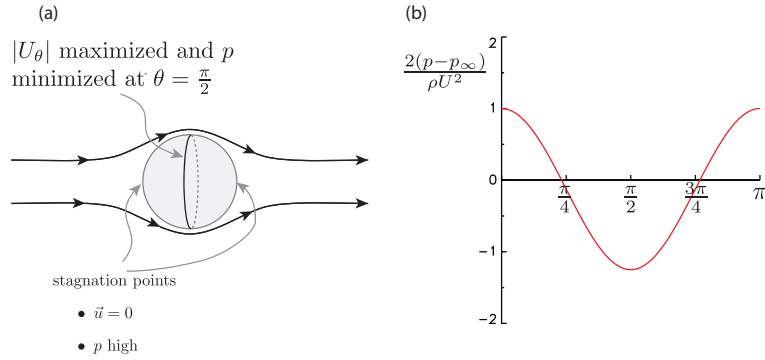 (a)
|U_θ| maximized and p
minimized at θ = π/2
stagnation points
• u⃗ = 0
• p high
(b)
2(p−p∞)/ρU²
2
1
0
−1
−2
π/4
π/2
3π/4
π